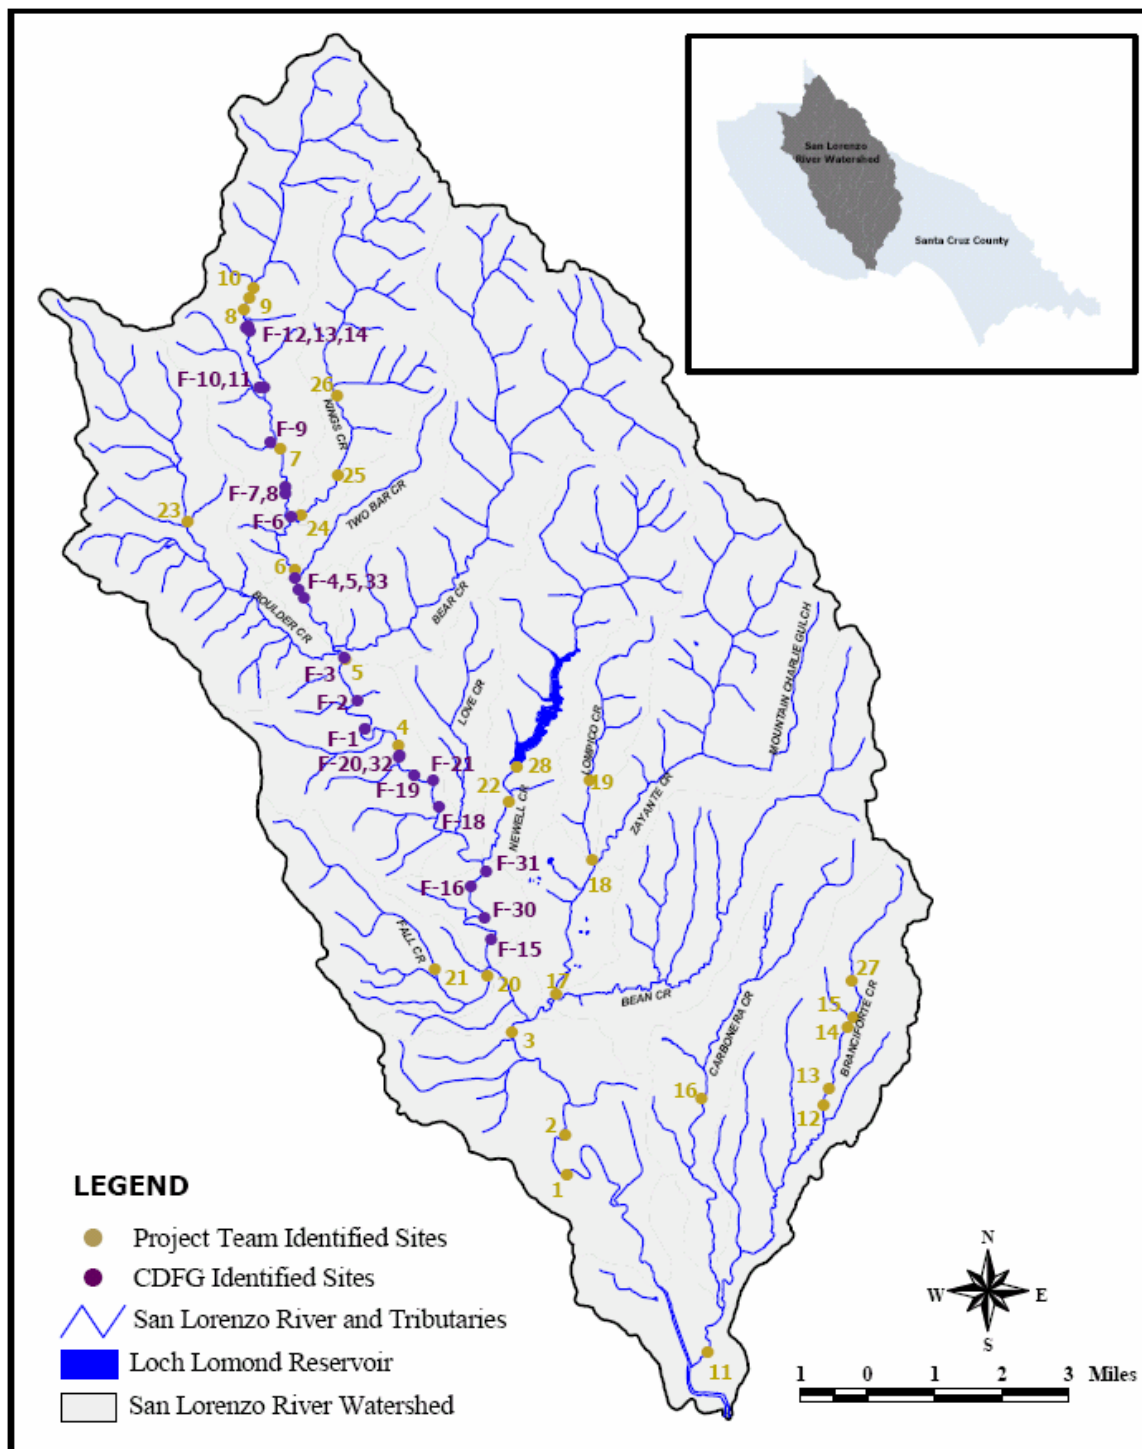 San Lorenzo
River Watershed
Santa Cruz County
10
9
8
F-12,13,14
F-10,11
26
KINGS CR
F-9
7
25
F-7,8
TWO BAR CR
23
F-6
24
6
F-4,5,33
BOULDER CR
BEAR CR
MOUNTAIN CHARLIE GULCH
F-3
5
F-2
LOVE CR
F-1
4
LOMPICO CR
F-20,32
F-21
28
F-19
22
19
ZAYANTE CR
F-18
NEWELL CR
F-31
18
F-16
F-30
FALL CR
F-15
21
20
17
27
BEAN CR
15
3
CARBONERA CR
14
BRANCIFORTE CR
13
16
12
2
1
LEGEND
Project Team Identified Sites
CDFG Identified Sites
San Lorenzo River and Tributaries
Loch Lomond Reservoir
San Lorenzo River Watershed
N
W
E
S
11
1 0 1 2 3 Miles